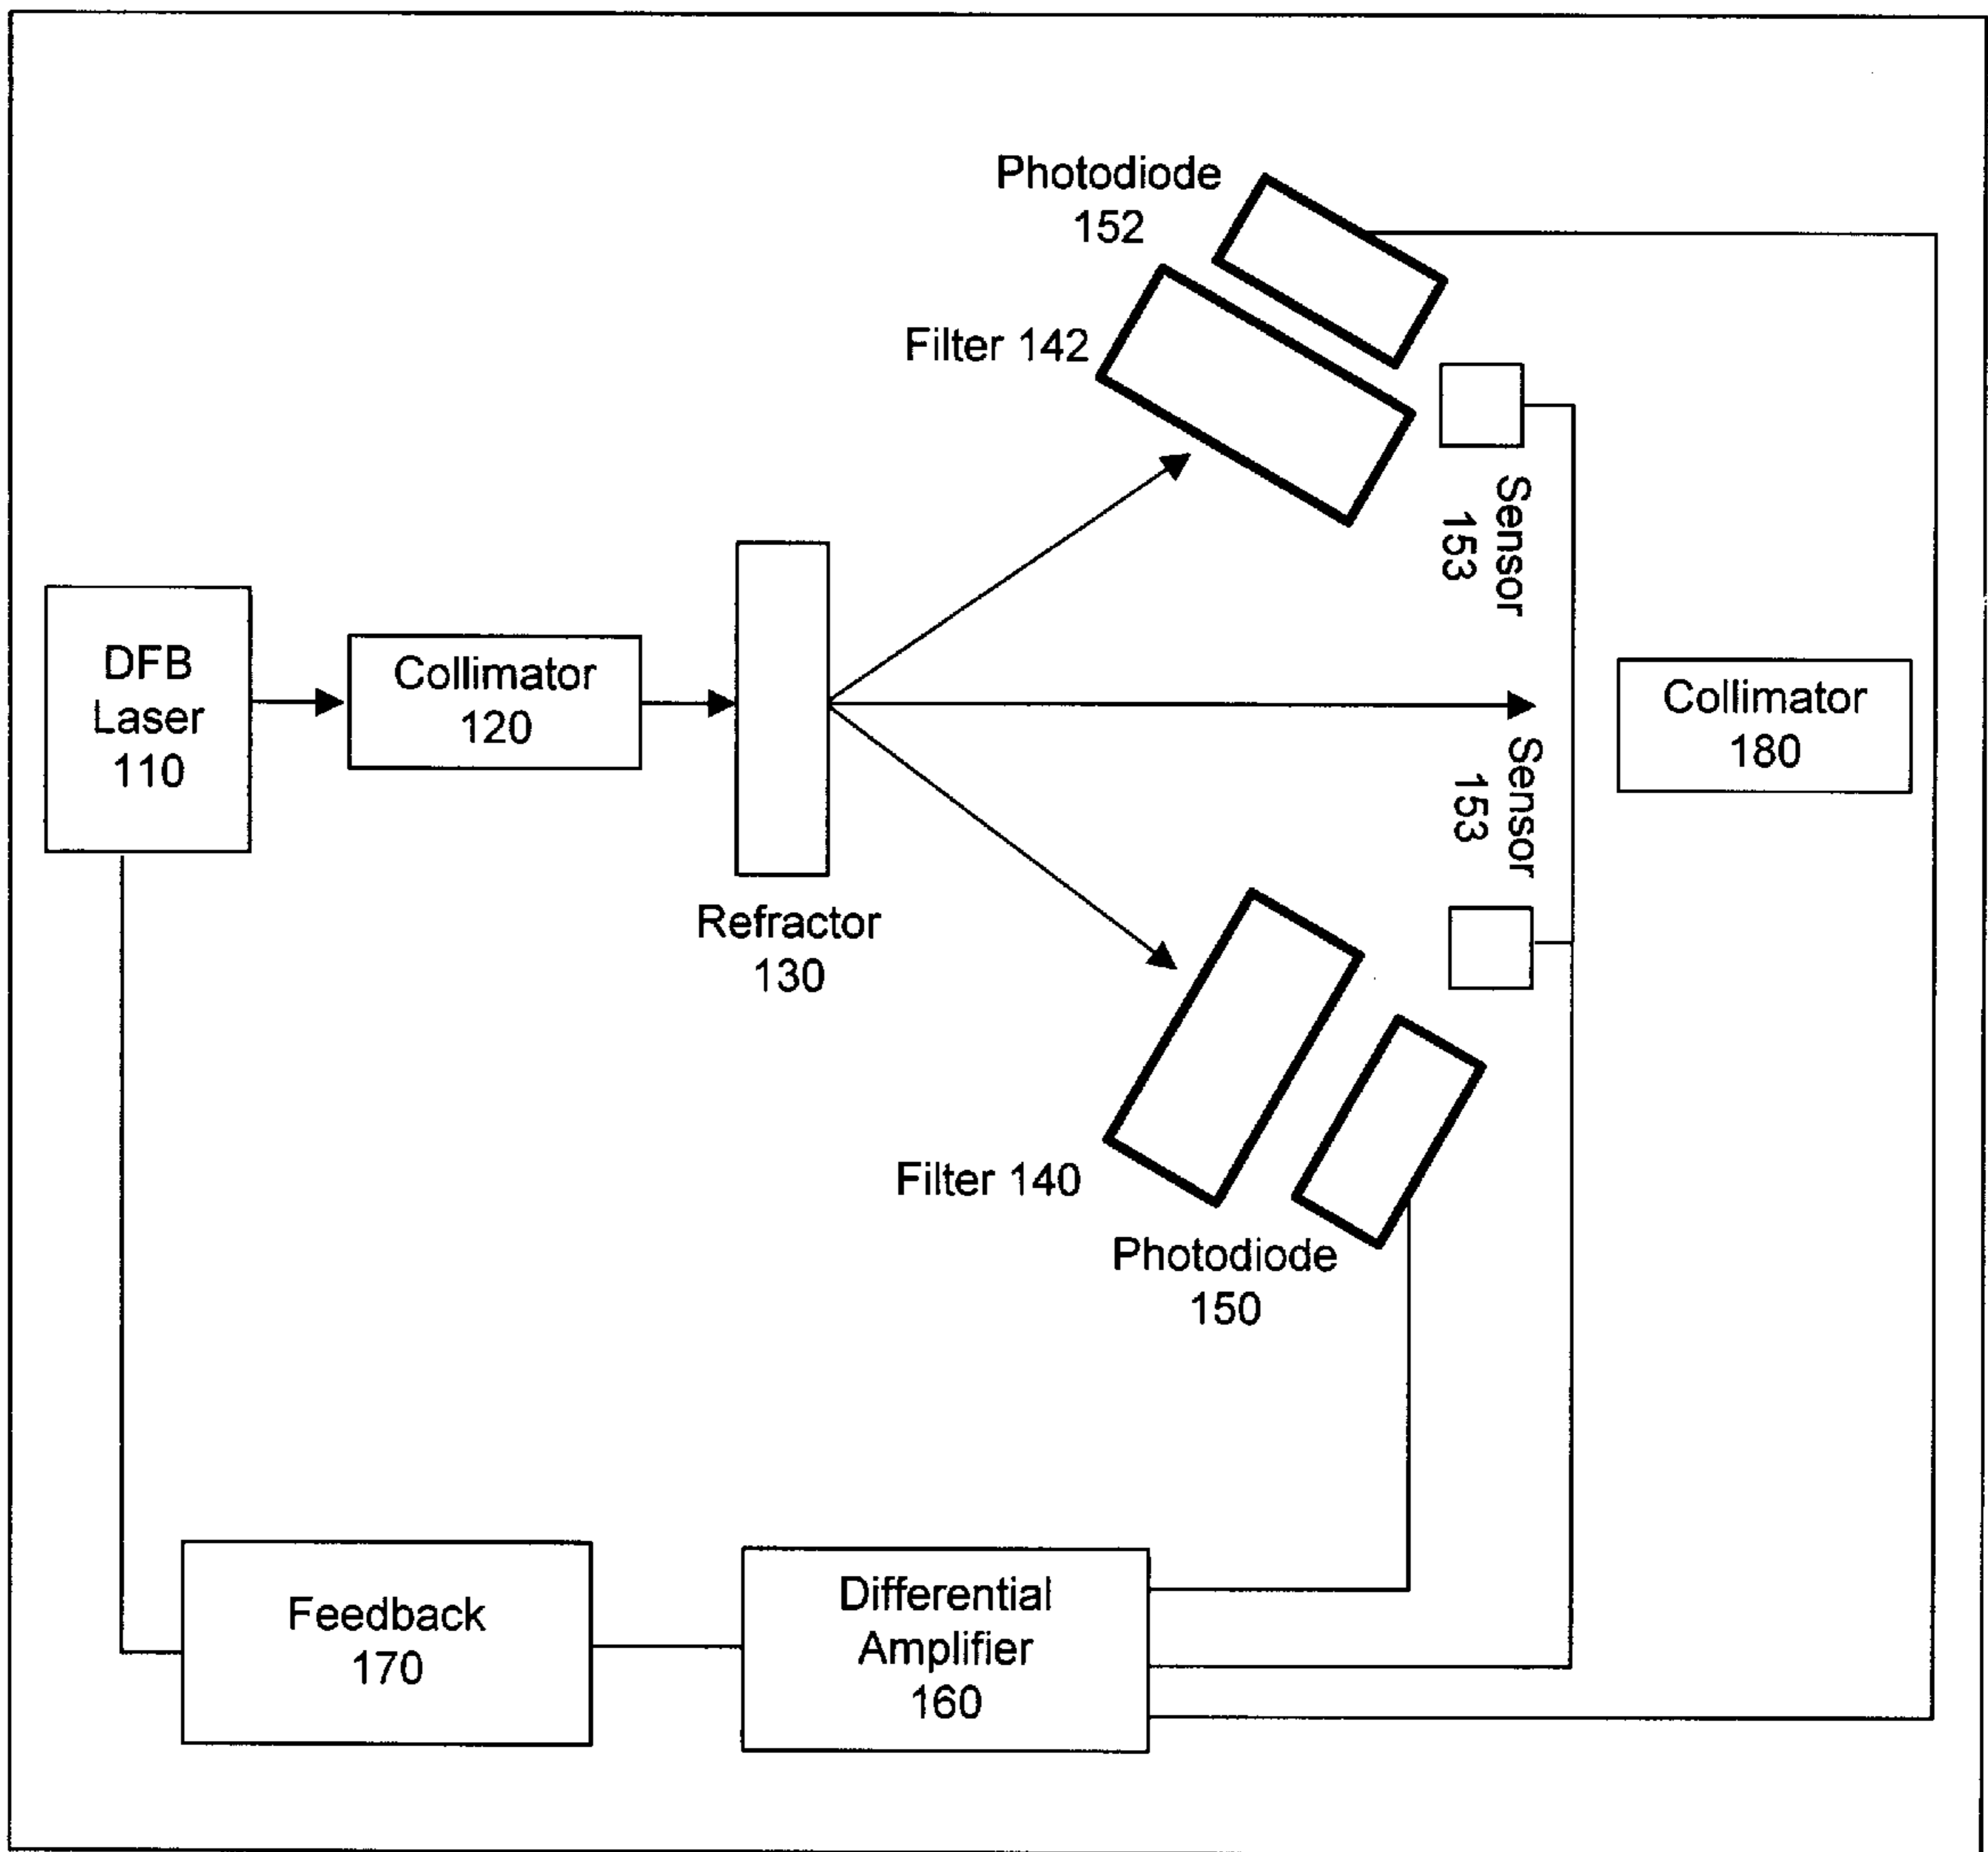 Photodiode
152
Filter 142
Sensor
153
DFB
Laser
110
Collimator
120
Collimator
180
Sensor
153
Refractor
130
Filter 140
Photodiode
150
Feedback
170
Differential
Amplifier
160